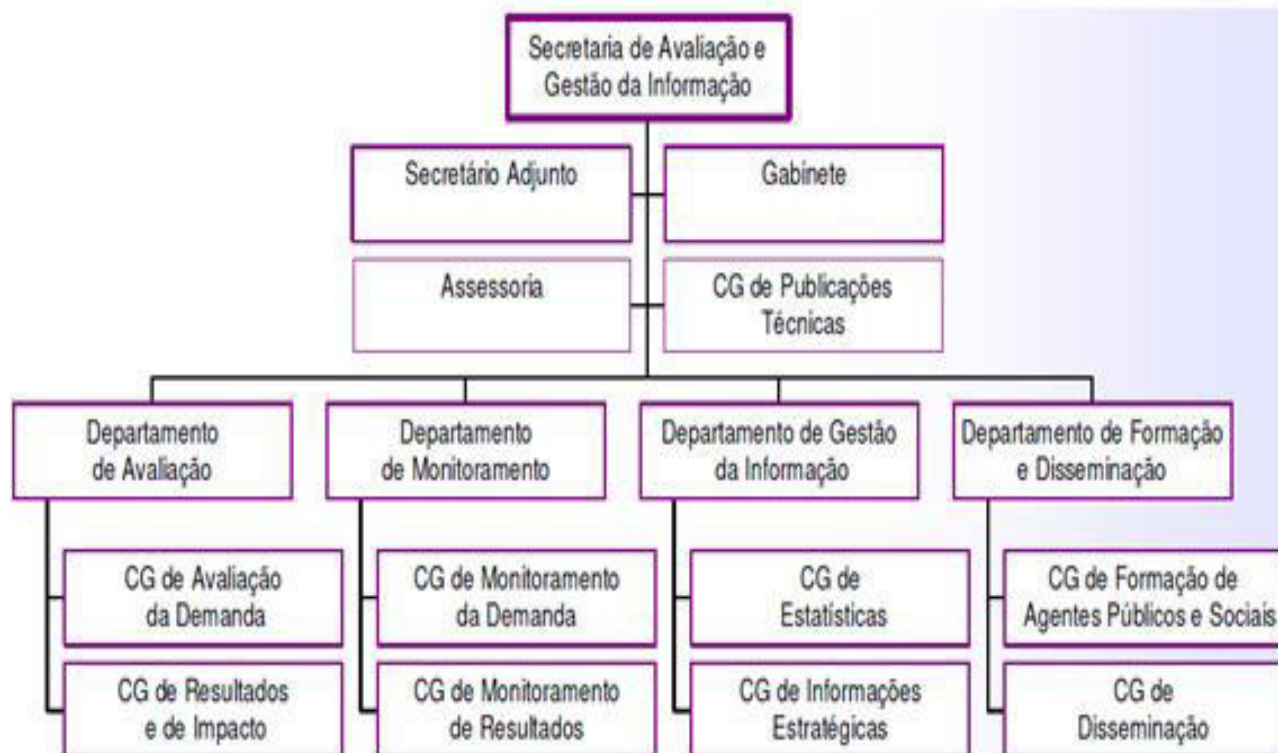 Secretaria de Avaliação e
Gestão da Informação
Secretário Adjunto
Gabinete
Assessoria
CG de Publicações
Técnicas
Departamento
de Avaliação
Departamento
de Monitoramento
Departamento de Gestão
da Informação
Departamento de Formação
e Disseminação
CG de Avaliação
da Demanda
CG de Monitoramento
da Demanda
CG de
Estatísticas
CG de Formação de
Agentes Públicos e Sociais
CG de Resultados
e de Impacto
CG de Monitoramento
de Resultados
CG de Informações
Estratégicas
CG de
Disseminação